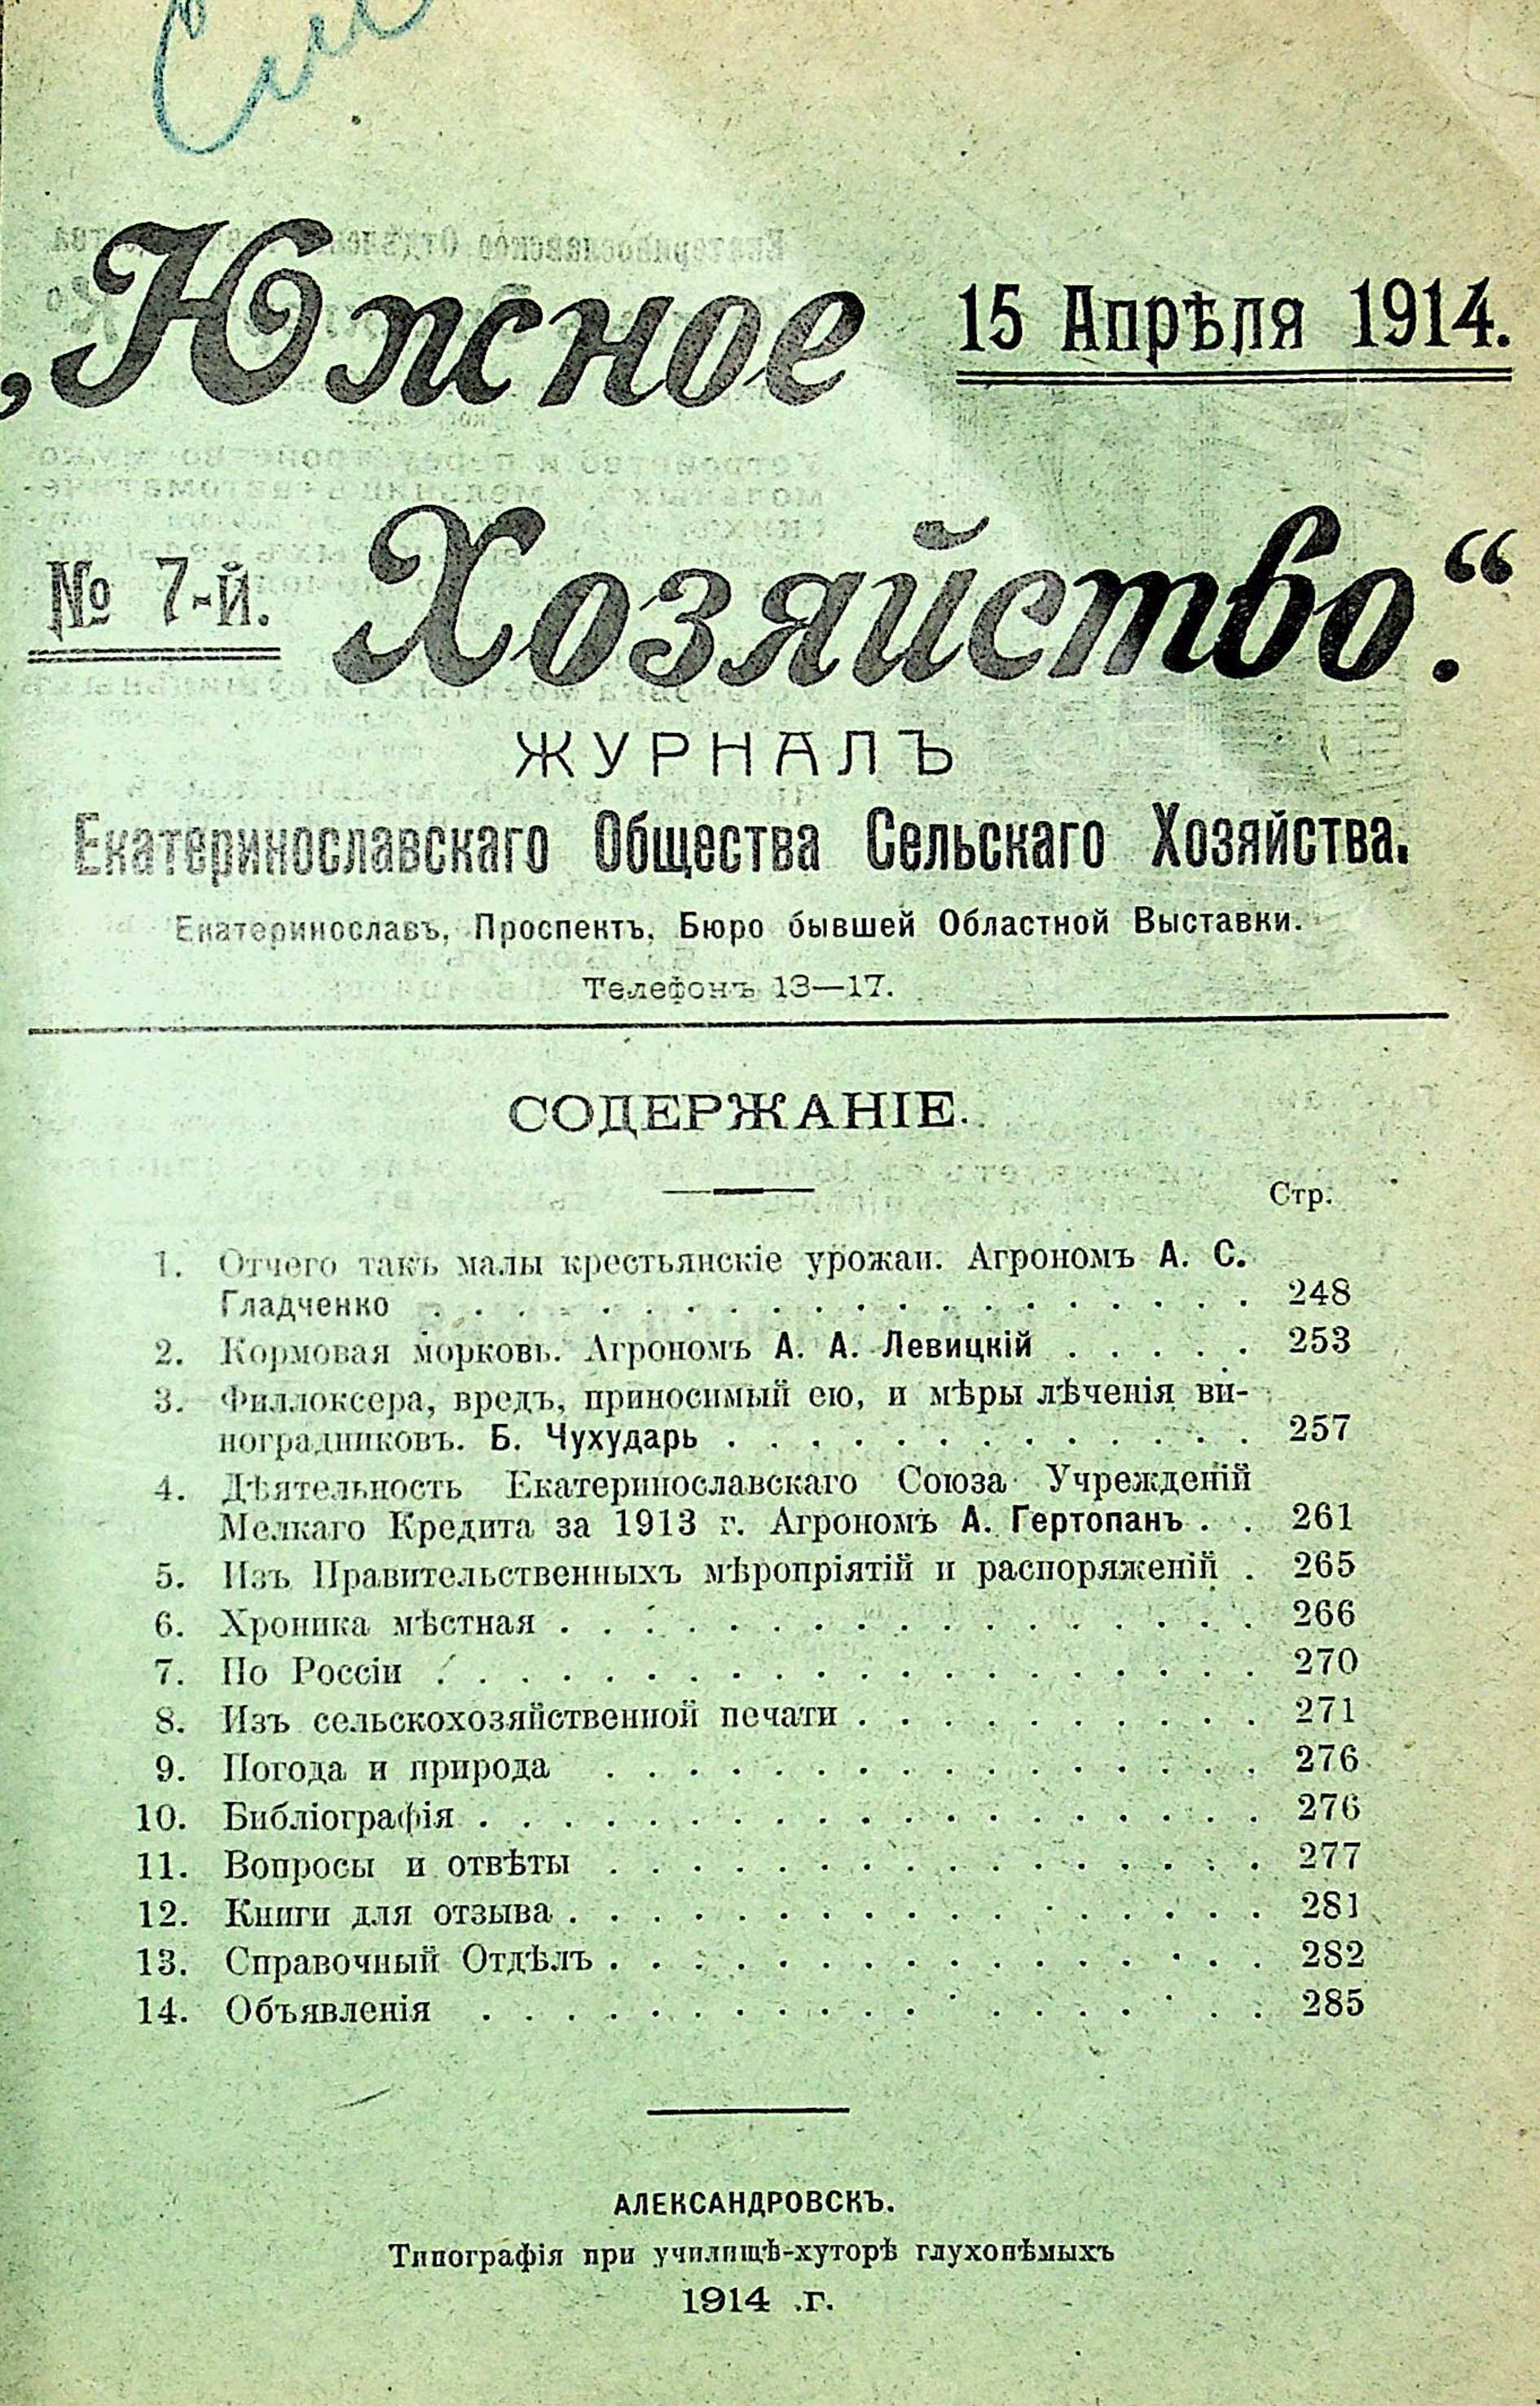 „Южное
15 Апрѣля 1914.
№ 7-й.
Хозяйство.“
ЖУРНАЛЪ
Екатеринославскаго Общества Сельскаго Хозяйства.
Екатеринославъ, Проспектъ, Бюро бывшей Областной Выставки.
Телефонъ 13—17.
СОДЕРЖАНІЕ.
Стр.
1. Отчего такъ малы крестьянскіе урожаи. Агрономъ А. С.
Гладченко . . . . . . . . . . . . . . . . . . . . 248
2. Кормовая морковь. Агрономъ А. А. Левицкій . . . . . 253
3. Филлоксера, вредъ, приносимый ею, и мѣры лѣченія ви-
ноградниковъ. Б. Чухударь . . . . . . . . . . . . . 257
4. Дѣятельность Екатеринославскаго Союза Учрежденій
Мелкаго Кредита за 1913 г. Агрономъ А. Гертопанъ . . 261
5. Изъ Правительственныхъ мѣропріятій и распоряженій . 265
6. Хроника мѣстная . . . . . . . . . . . . . . . . . 266
7. По Россіи . . . . . . . . . . . . . . . . . . . . 270
8. Изъ сельскохозяйственной печати . . . . . . . . . . 271
9. Погода и природа . . . . . . . . . . . . . . . . 276
10. Библіографія . . . . . . . . . . . . . . . . . . . 276
11. Вопросы и отвѣты . . . . . . . . . . . . . . . . 277
12. Книги для отзыва . . . . . . . . . . . . . . . . . 281
13. Справочный Отдѣлъ . . . . . . . . . . . . . . . . 282
14. Объявленія . . . . . . . . . . . . . . . . . . . 285
АЛЕКСАНДРОВСКЪ.
Типографія при училищѣ-хуторѣ глухонѣмыхъ
1914 г.